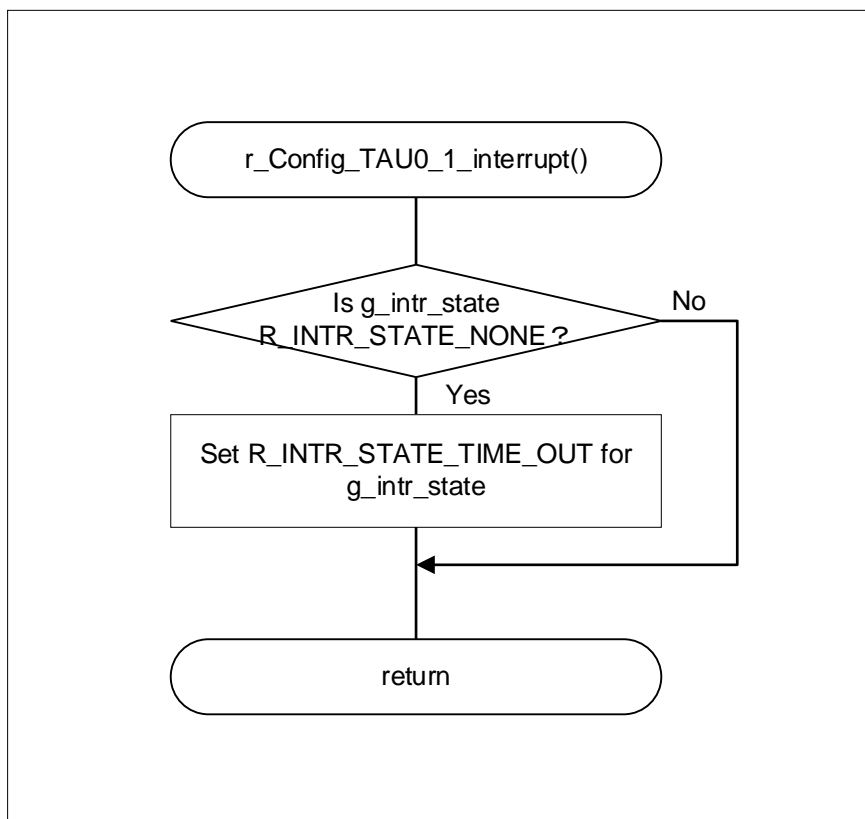 r_Config_TAU0_1_interrupt()
Is g_intr_state
R_INTR_STATE_NONE？
No
Yes
Set R_INTR_STATE_TIME_OUT for
g_intr_state
return